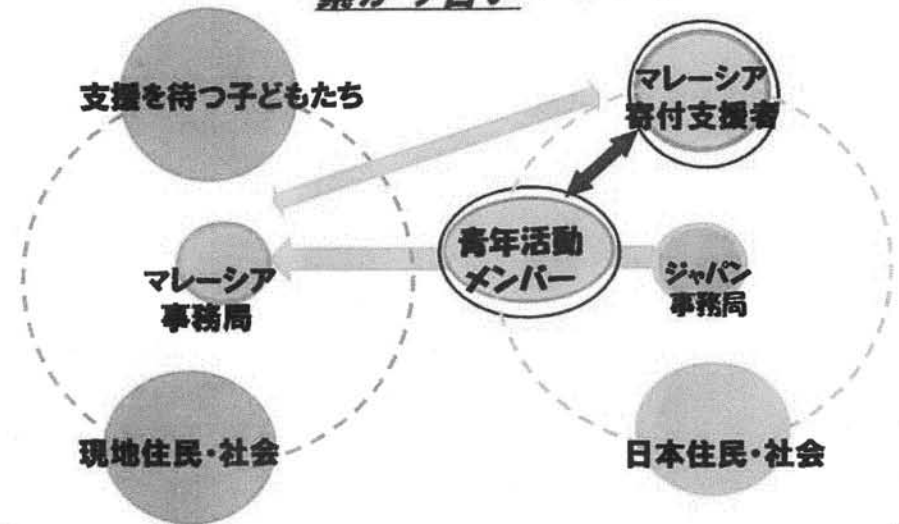 支援を待つ子どもたち
マレーシア
寄付支援者
青年活動
メンバー
マレーシア
事務局
ジャパン
事務局
現地住民・社会
日本住民・社会